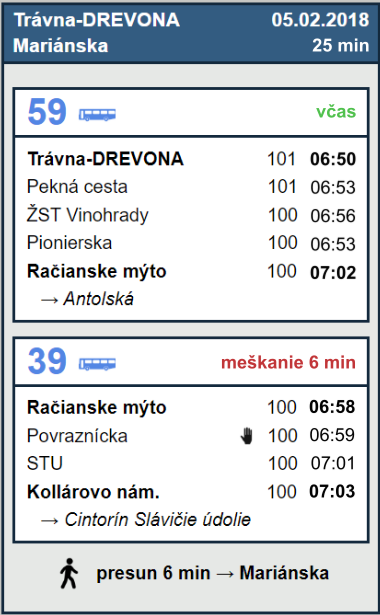 Trávna-DREVONA 05.02.2018
Mariánska 25 min
59 včas
Trávna-DREVONA 101 06:50
Pekná cesta 101 06:53
ŽST Vinohrady 100 06:56
Pionierska 100 06:53
Račianske mýto 100 07:02
→ Antolská
39 meškanie 6 min
Račianske mýto 100 06:58
Povraznícka 100 06:59
STU 100 07:01
Kollárovo nám. 100 07:03
→ Cintorín Slávičie údolie
presun 6 min → Mariánska